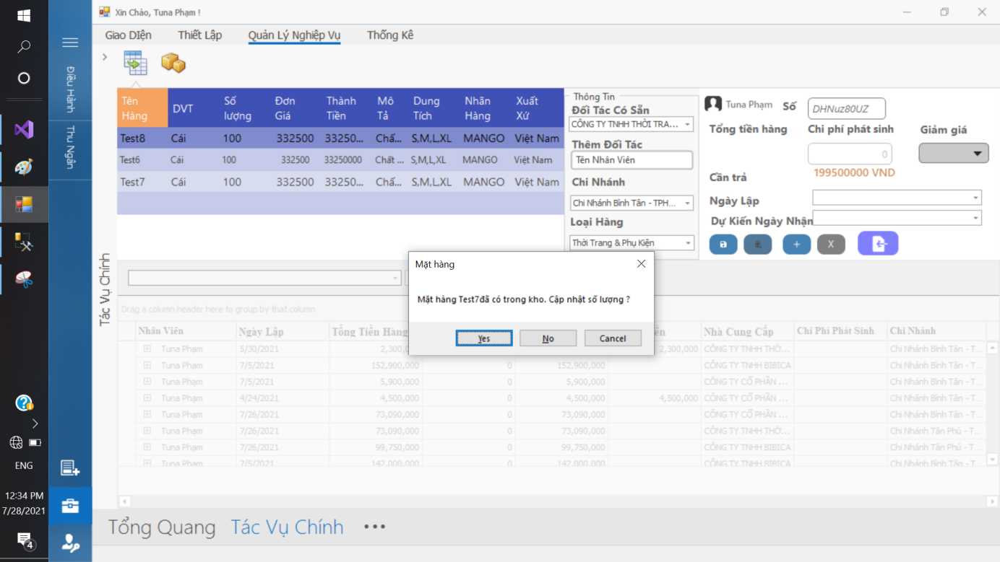 Xin Chào, Tuna Phạm !
Giao DIện Thiết Lập Quản Lý Nghiệp Vụ Thống Kê
Điều Hành
Thu Ngân
Tên Hàng DVT Số lượng Đơn Giá Thành Tiền Mô Tả Dung Tích Nhãn Hàng Xuất Xứ
Test8 Cái 100 332500 33250... Chấ... S,M,L,XL MANGO Việt Nam
Test6 Cái 100 332500 33250000 Chất ... S,M,L,XL MANGO Việt Nam
Test7 Cái 100 332500 33250... Chấ... S,M,L,XL MANGO Việt Nam
Thông Tin
Đối Tác Có Sẵn
CÔNG TY TNHH THỜI TRA...
Thêm Đối Tác
Tên Nhân Viên
Chi Nhánh
Chi Nhánh Bình Tân - TPH...
Loại Hàng
Thời Trang & Phụ Kiện
Tuna Phạm Số DHNuz80UZ
Tổng tiền hàng Chi phí phát sinh Giảm giá
0
Cần trả 199500000 VND
Ngày Lập
Dự Kiến Ngày Nhận
X
Tác Vụ Chính
Mặt hàng
Mặt hàng Test7đã có trong kho. Cập nhật số lượng ?
Yes No Cancel
Drag a column header here to group by that column
Nhân Viên Ngày Lập Tổng Tiền Hàng Nhà Cung Cấp Chi Phí Phát Sinh Chi Nhánh
Tuna Phạm 5/30/2021 2,300,0 2,300,000 CÔNG TY TNHH THỜ... Chi Nhánh Bình Tân - T...
Tuna Phạm 7/5/2021 152,900,000 0 152,900,000 CÔNG TY TNHH BIBICA Chi Nhánh Bình Tân - T...
Tuna Phạm 7/5/2021 5,900,000 0 5,900,000 CÔNG TY CỔ PHẦN ... Chi Nhánh Bình Tân - T...
Tuna Phạm 4/24/2021 4,500,000 0 4,500,000 4,500,000 CÔNG TY CỔ PHẦN ... Chi Nhánh Bình Tân - T...
Tuna Phạm 7/26/2021 73,090,000 0 73,090,000 CÔNG TY CỔ PHẦN ... Chi Nhánh Bình Tân - T...
Tuna Phạm 7/26/2021 73,090,000 0 73,090,000 CÔNG TY TNHH THỜ... Chi Nhánh Tân Phú - T...
Tuna Phạm 7/26/2021 99,750,000 0 99,750,000 CÔNG TY TNHH BIBICA Chi Nhánh Tân Phú - T...
Tuna Phạm 7/5/2021 142,000,000 0 142,000,000 CÔNG TY TNHH BIBICA Chi Nhánh Bình Tân - T...
Tổng Quang Tác Vụ Chính •••
ENG
12:34 PM
7/28/2021
4